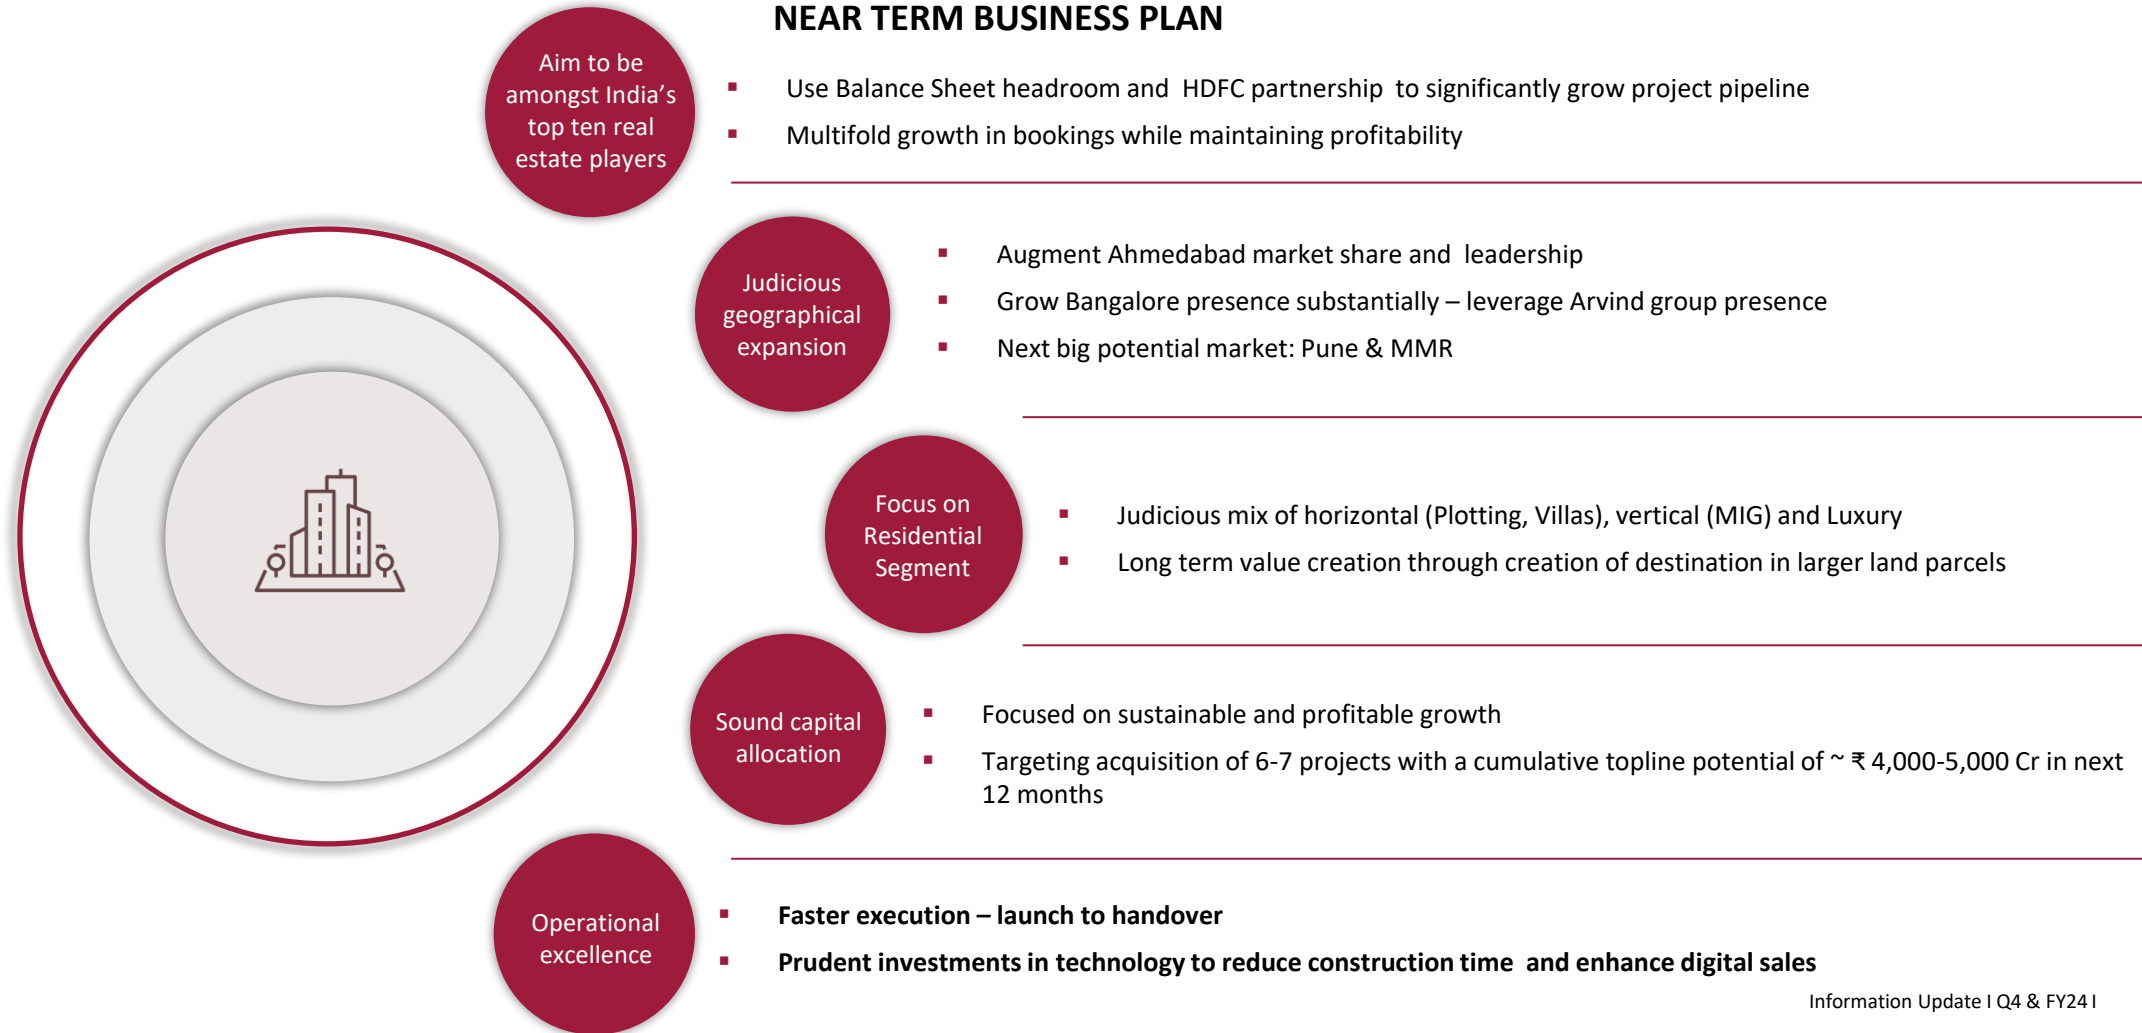 NEAR TERM BUSINESS PLAN
Aim to be
amongst India’s
top ten real
estate players
▪ Use Balance Sheet headroom and HDFC partnership to significantly grow project pipeline
▪ Multifold growth in bookings while maintaining profitability
Judicious
geographical
expansion
▪ Augment Ahmedabad market share and leadership
▪ Grow Bangalore presence substantially – leverage Arvind group presence
▪ Next big potential market: Pune & MMR
Focus on
Residential
Segment
▪ Judicious mix of horizontal (Plotting, Villas), vertical (MIG) and Luxury
▪ Long term value creation through creation of destination in larger land parcels
Sound capital
allocation
▪ Focused on sustainable and profitable growth
▪ Targeting acquisition of 6-7 projects with a cumulative topline potential of ~ ₹ 4,000-5,000 Cr in next
12 months
Operational
excellence
▪ Faster execution – launch to handover
▪ Prudent investments in technology to reduce construction time and enhance digital sales
Information Update I Q4 & FY24 I